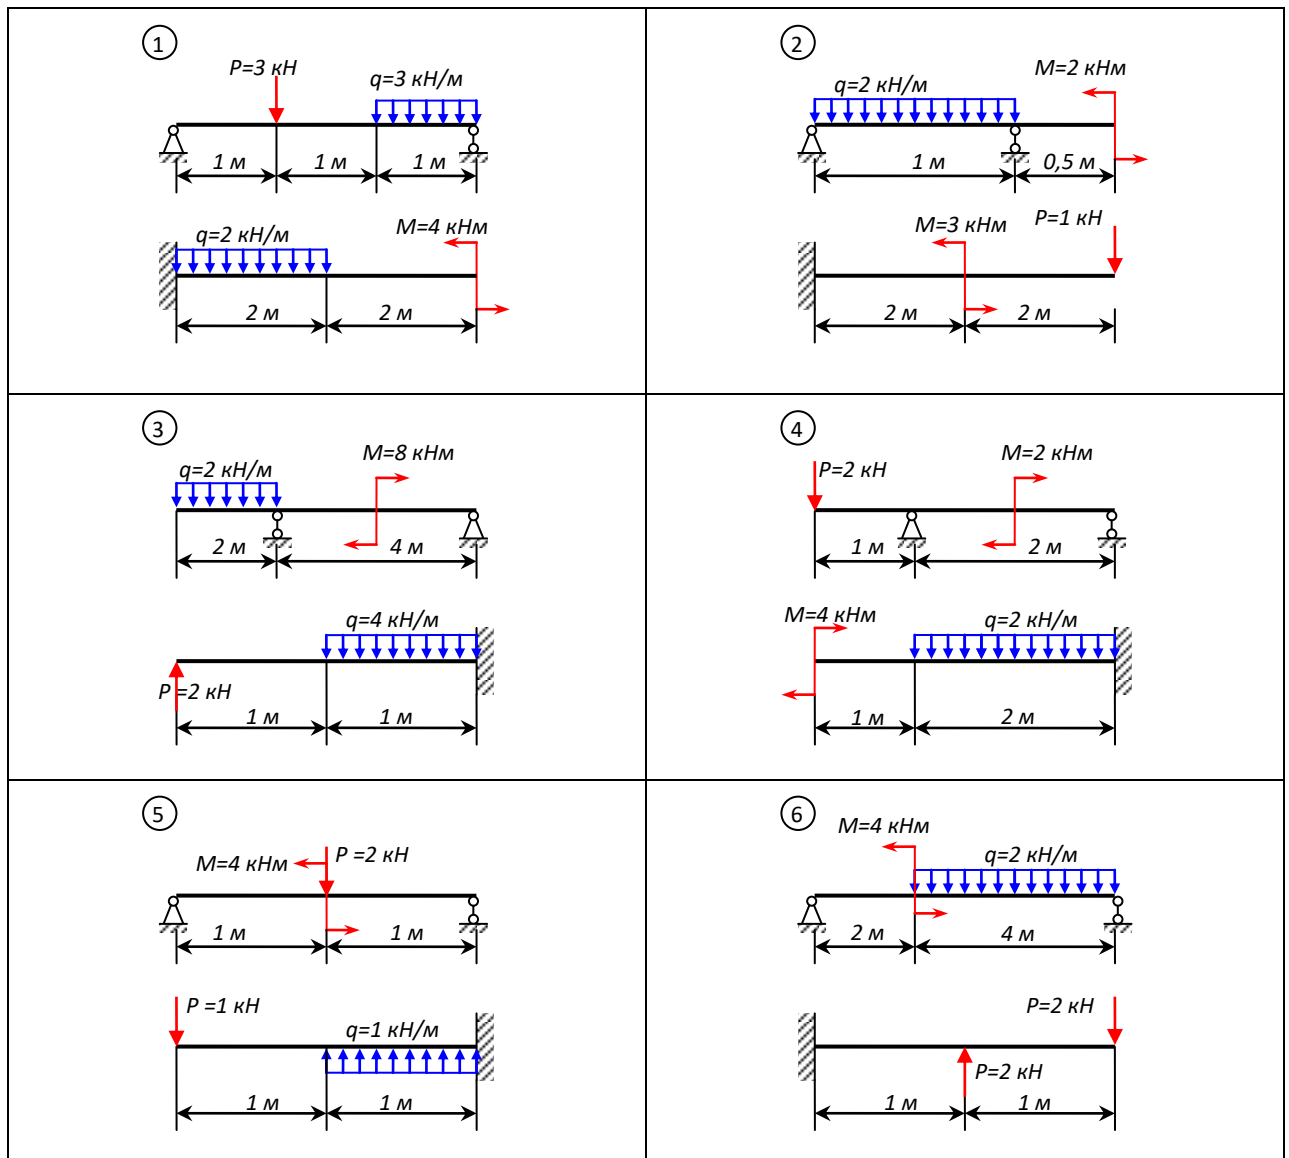 1
P=3 кН
q=3 кН/м
1 м 1 м 1 м
q=2 кН/м
M=4 кНм
2 м 2 м
2
q=2 кН/м
M=2 кНм
1 м 0,5 м
M=3 кНм
P=1 кН
2 м 2 м
3
q=2 кН/м
M=8 кНм
2 м 4 м
q=4 кН/м
P=2 кН
1 м 1 м
4
P=2 кН
M=2 кНм
1 м 2 м
M=4 кНм
q=2 кН/м
1 м 2 м
5
M=4 кНм
P=2 кН
1 м 1 м
P=1 кН
q=1 кН/м
1 м 1 м
6
M=4 кНм
q=2 кН/м
2 м 4 м
P=2 кН
P=2 кН
1 м 1 м